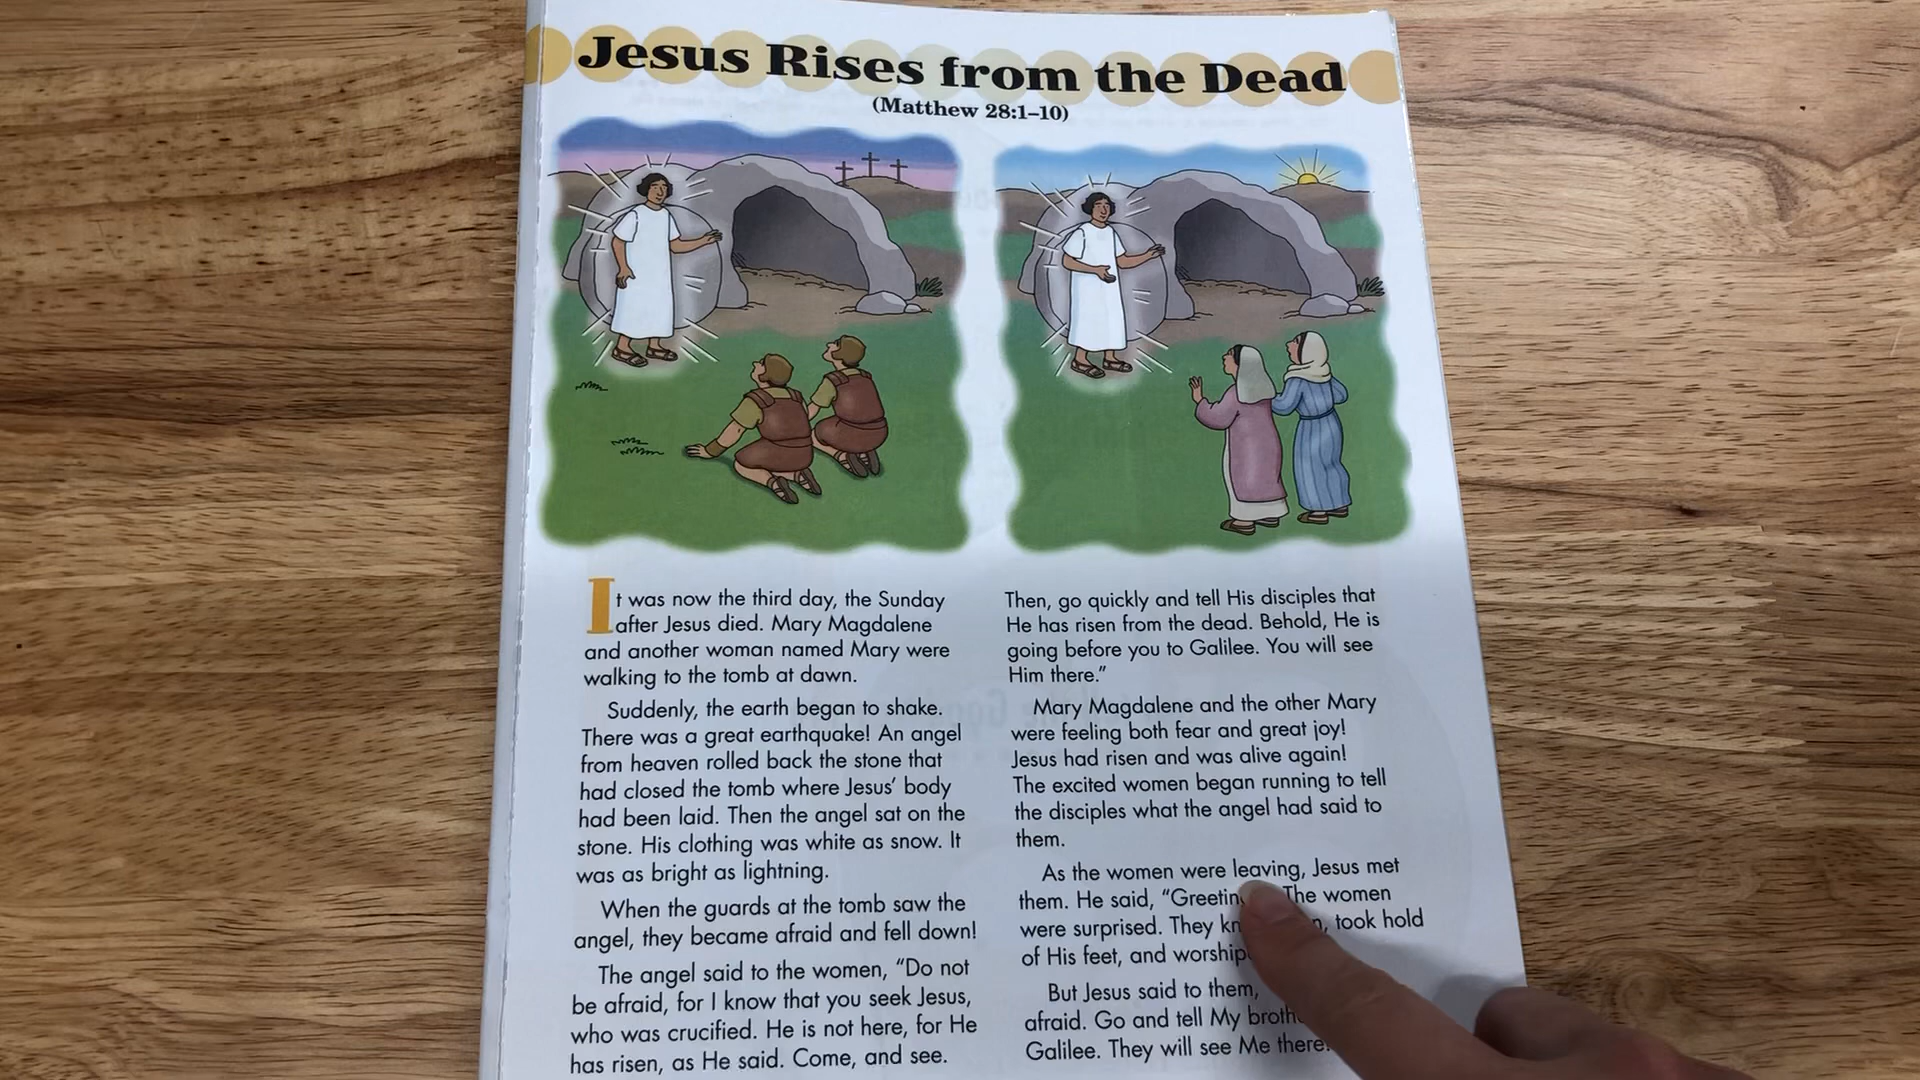 Jesus Rises from the Dead
(Matthew 28:1–10)
It was now the third day, the Sunday
after Jesus died. Mary Magdalene
and another woman named Mary were
walking to the tomb at dawn.
Suddenly, the earth began to shake.
There was a great earthquake! An angel
from heaven rolled back the stone that
had closed the tomb where Jesus’ body
had been laid. Then the angel sat on the
stone. His clothing was white as snow. It
was as bright as lightning.
When the guards at the tomb saw the
angel, they became afraid and fell down!
The angel said to the women, “Do not
be afraid, for I know that you seek Jesus,
who was crucified. He is not here, for He
has risen, as He said. Come, and see.
Then, go quickly and tell His disciples that
He has risen from the dead. Behold, He is
going before you to Galilee. You will see
Him there.”
Mary Magdalene and the other Mary
were feeling both fear and great joy!
Jesus had risen and was alive again!
The excited women began running to tell
the disciples what the angel had said to
them.
As the women were leaving, Jesus met
them. He said, The women
were surprised. They took hold
of His feet, and
But Jesus said to them,
afraid. Go and tell My
Galilee. They will see Me there.